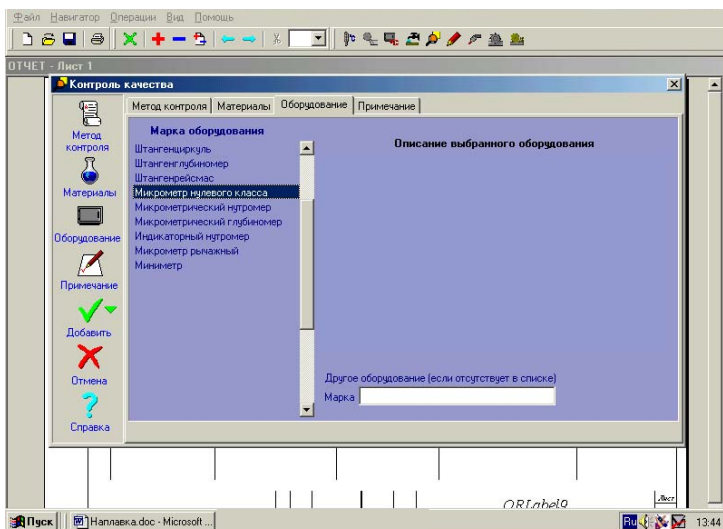 Файл Навигатор Операции Вид Помощь
ОТЧЕТ - Лист 1
Контроль качества
Метод контроля Материалы Оборудование Примечание
Метод
контроля
Материалы
Оборудование
Примечание
Добавить
Отмена
Справка
Марка оборудования
Штангенциркуль
Штангенглубиномер
Штангенрейсмас
Микрометр нулевого класса
Микрометрический нутромер
Микрометрический глубиномер
Индикаторный нутромер
Микрометр рычажный
Миниметр
Описание выбранного оборудования
Другое оборудование (если отсутствует в списке)
Марка
QRLabel9
Лист
Пуск Наплавка.doc - Microsoft ... Ru 13:44